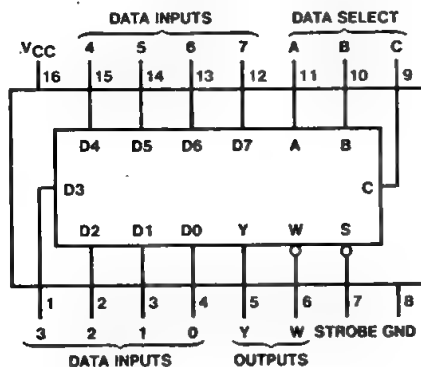 DATA INPUTS DATA SELECT
VCC 4 5 6 7 A B C
16 15 14 13 12 11 10 9
D4 D5 D6 D7 A B
D3 C
D2 D1 D0 Y W S
1 2 3 4 5 6 7 8
3 2 1 0 Y W STROBE GND
DATA INPUTS OUTPUTS